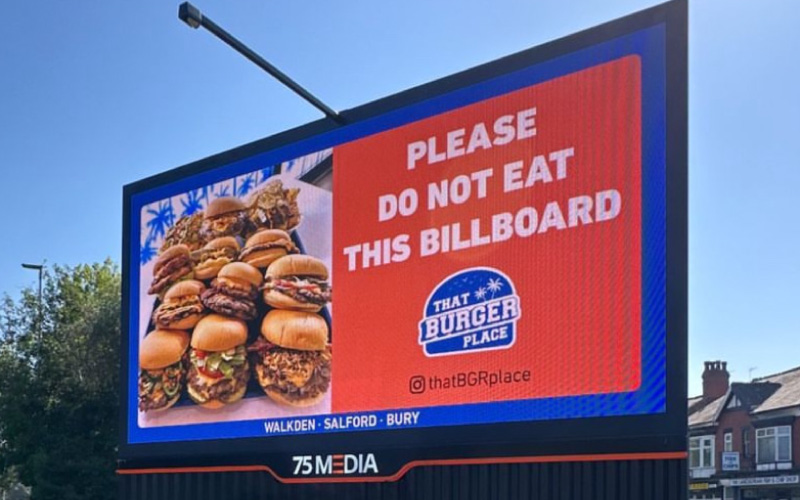 PLEASE
DO NOT EAT
THIS BILLBOARD
THAT
BURGER
PLACE
thatBGRplace
WALKDEN · SALFORD · BURY
75 MEDIA